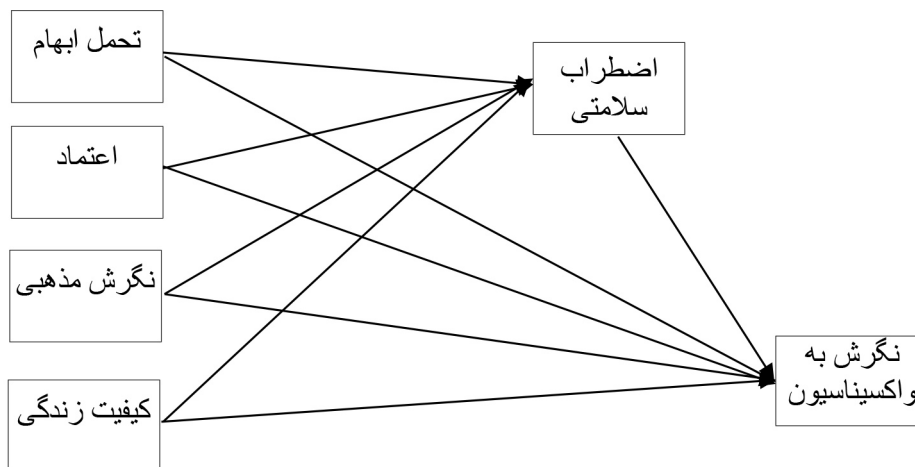 تحمل ابهام
اعتماد
نگرش مذهبی
کیفیت زندگی
اضطراب
سلامتی
نگرش به
واکسیناسیون